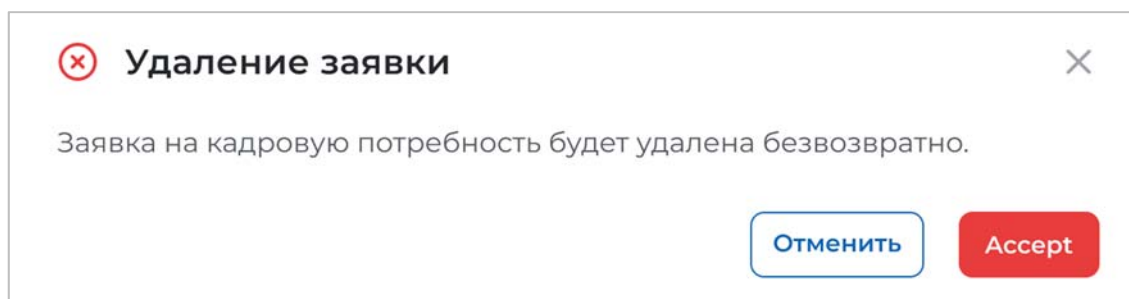 Удаление заявки
Заявка на кадровую потребность будет удалена безвозвратно.
Отменить Accept